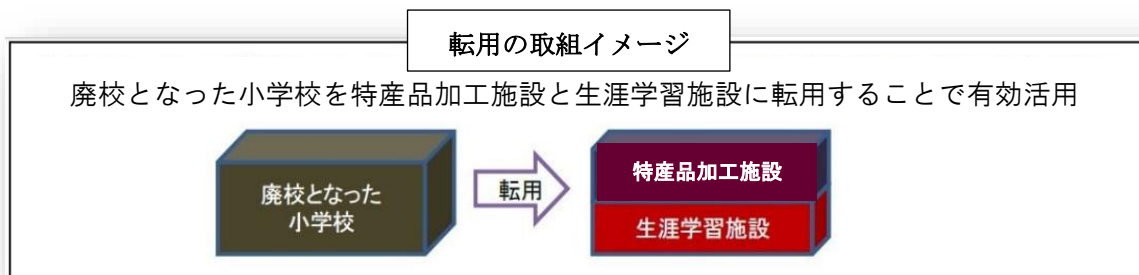 転用の取組イメージ
廃校となった小学校を特産品加工施設と生涯学習施設に転用することで有効活用
廃校となった
小学校
転用
特産品加工施設
生涯学習施設